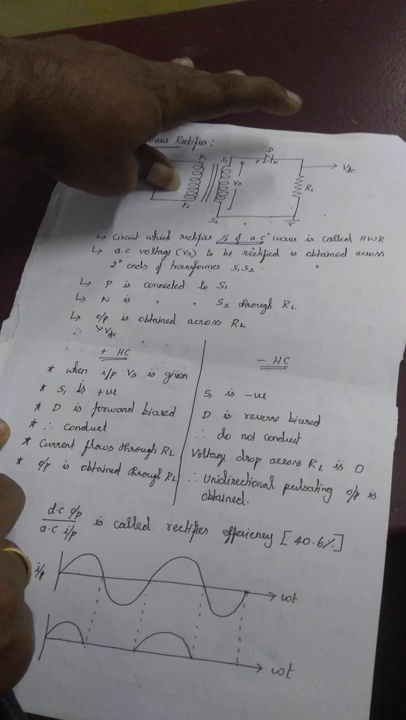 Wave Rectifier :
P1
S1
D
P
N
Vdc
Vs
RL
P2
S2
↳ Circuit which rectifies ½ of a.c wave is called HWR
↳ a.c voltage (Vs) to be rectified is obtained across
2° ends of transformer S1 S2
↳ P is connected to S1
↳ N is " " S2 through RL
↳ o/p is obtained across RL
∴ Vdc
+ HC
* when i/p Vs is given
* S1 is +ve
* D is forward biased
* ∴ conduct
* Current flows through RL
* o/p is obtained through RL
- HC
S1 is -ve
D is reverse biased
∴ do not conduct
Voltage drop across RL is 0
∴ Unidirectional pulsating o/p is
obtained.
d.c o/p / a.c i/p is called rectifier efficiency [40.6%]
i/p
ωt
ωt